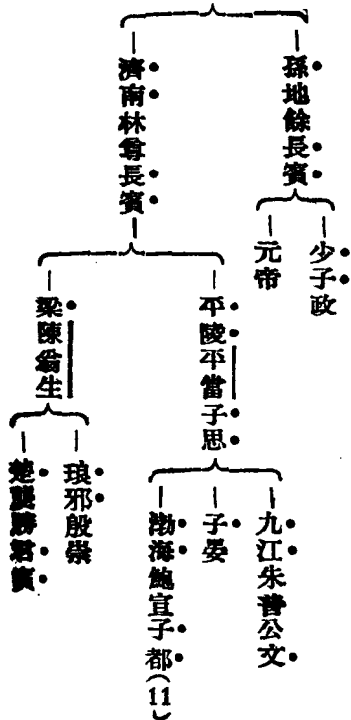 孫地餘長賓
少子政
元帝
濟南林尊長賓
平陵平當子思
九江朱普公文
子晏
渤海鮑宣子都(11)
梁陳翁生
琅邪殷崇
楚龔勝君賓